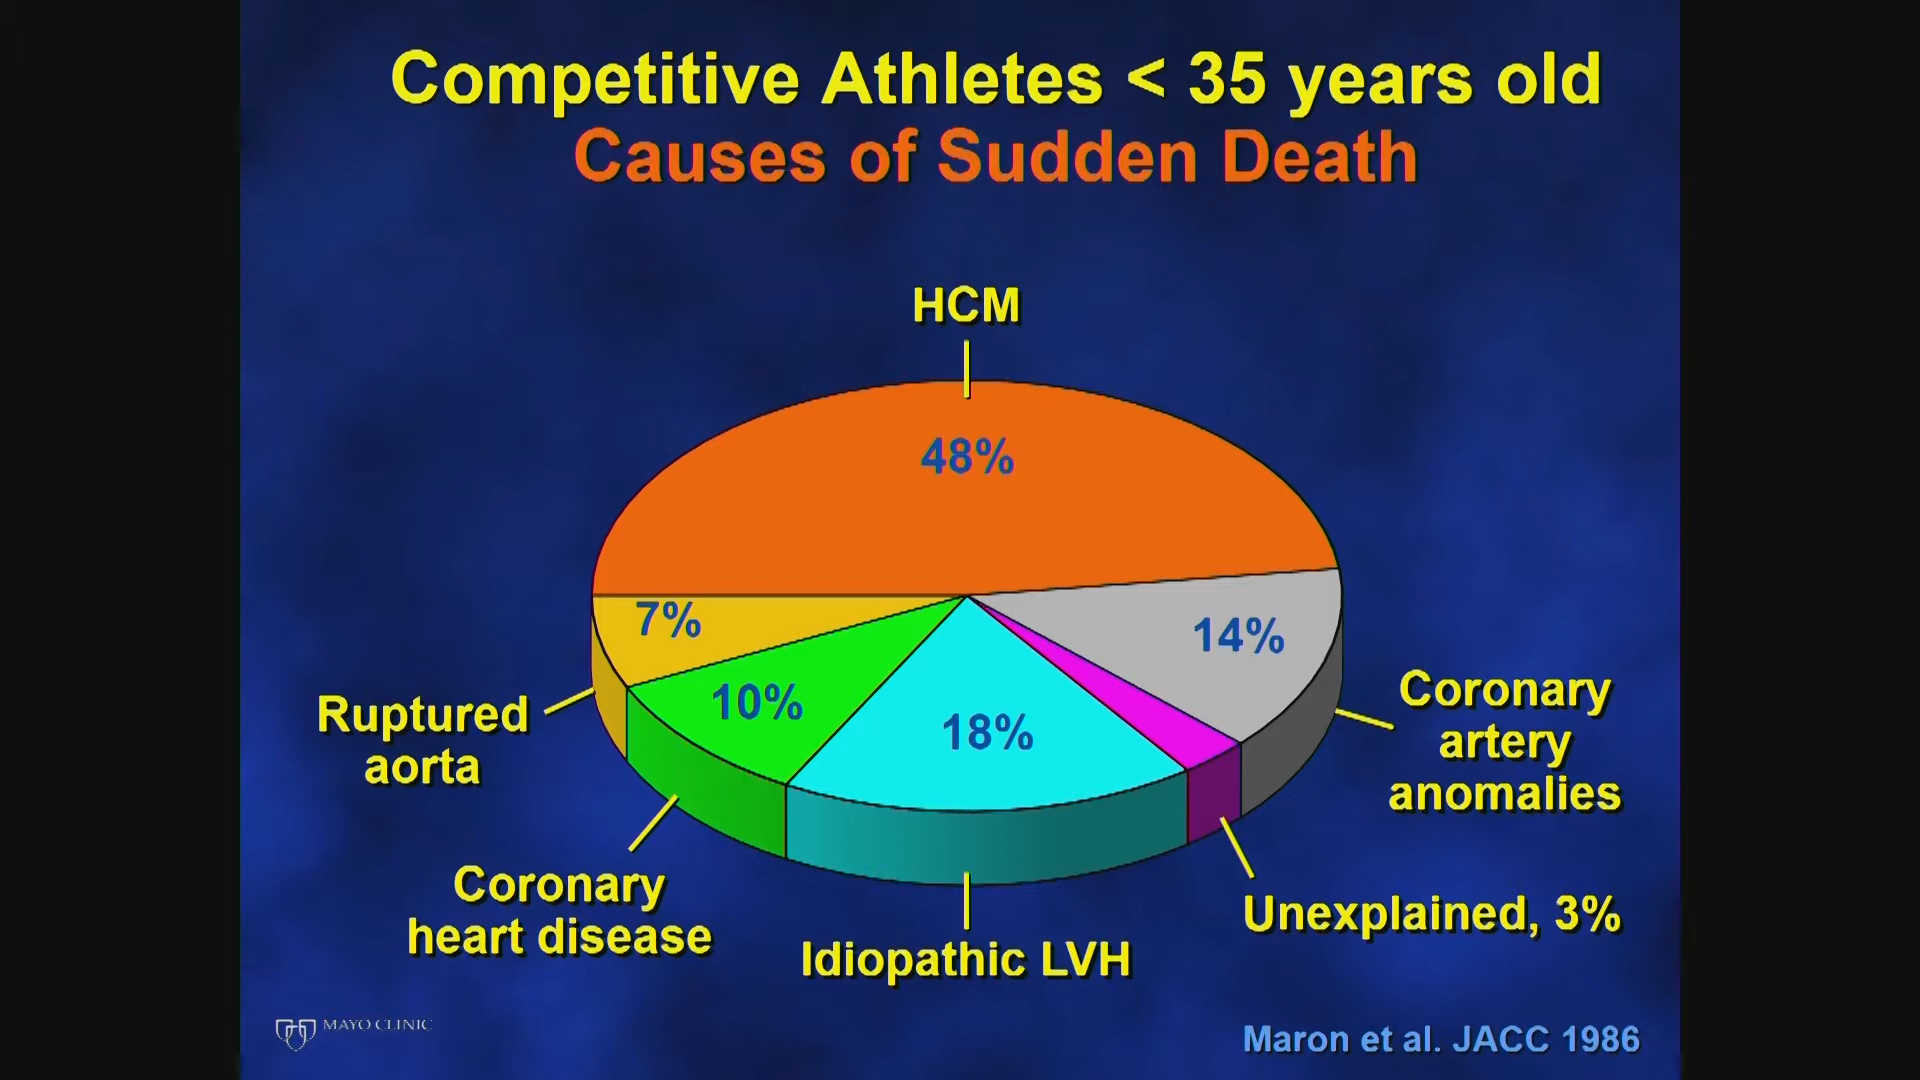 Competitive Athletes < 35 years old
Causes of Sudden Death
HCM
48%
7%
14%
10%
18%
Ruptured
aorta
Coronary
artery
anomalies
Coronary
heart disease
Idiopathic LVH
Unexplained, 3%
MAYO CLINIC
Maron et al. JACC 1986